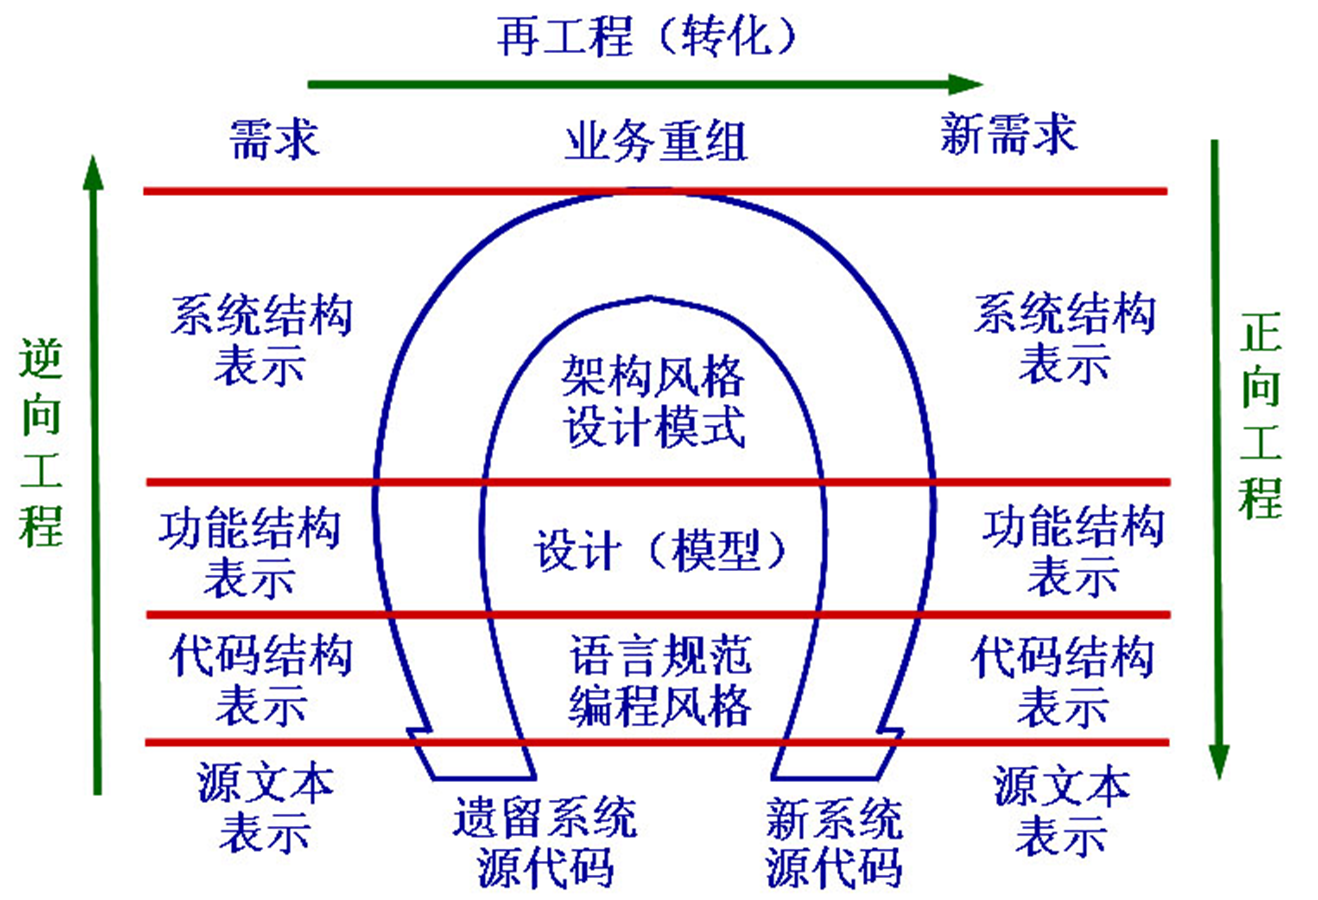 再工程（转化）
需求
业务重组
新需求
逆向工程
系统结构
表示
架构风格
设计模式
系统结构
表示
正向工程
功能结构
表示
设计（模型）
功能结构
表示
代码结构
表示
语言规范
编程风格
代码结构
表示
源文本
表示
遗留系统
源代码
新系统
源代码
源文本
表示